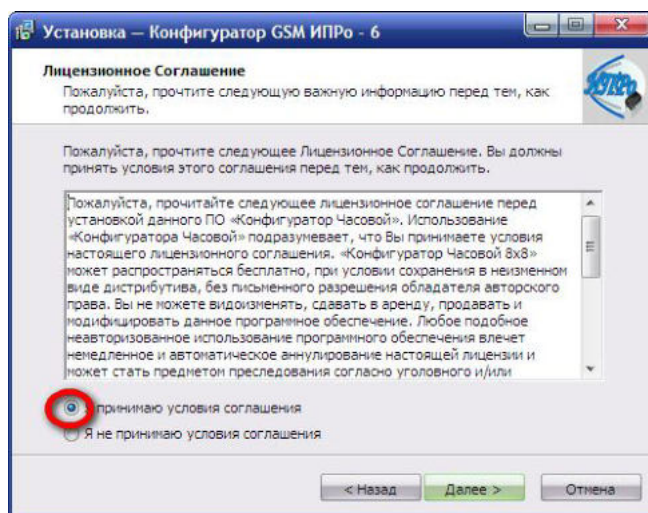 Установка — Конфигуратор GSM ИПРо - 6
Лицензионное Соглашение
Пожалуйста, прочтите следующую важную информацию перед тем, как
продолжить.
ИПРо
Пожалуйста, прочтите следующее Лицензионное Соглашение. Вы должны
принять условия этого соглашения перед тем, как продолжить.
Пожалуйста, прочитайте следующее лицензионное соглашение перед
установкой данного ПО «Конфигуратор Часовой». Использование
«Конфигуратора Часовой» подразумевает, что Вы принимаете условия
настоящего лицензионного соглашения. «Конфигуратор Часовой 8x8»
может распространяться бесплатно, при условии сохранения в неизменном
виде дистрибутива, без письменного разрешения обладателя авторского
права. Вы не можете видоизменять, сдавать в аренду, продавать и
модифицировать данное программное обеспечение. Любое подобное
неавторизованное использование программного обеспечения влечет
немедленное и автоматическое аннулирование настоящей лицензии и
может стать предметом преследования согласно уголовного и/или
Я принимаю условия соглашения
Я не принимаю условия соглашения
< Назад
Далее >
Отмена